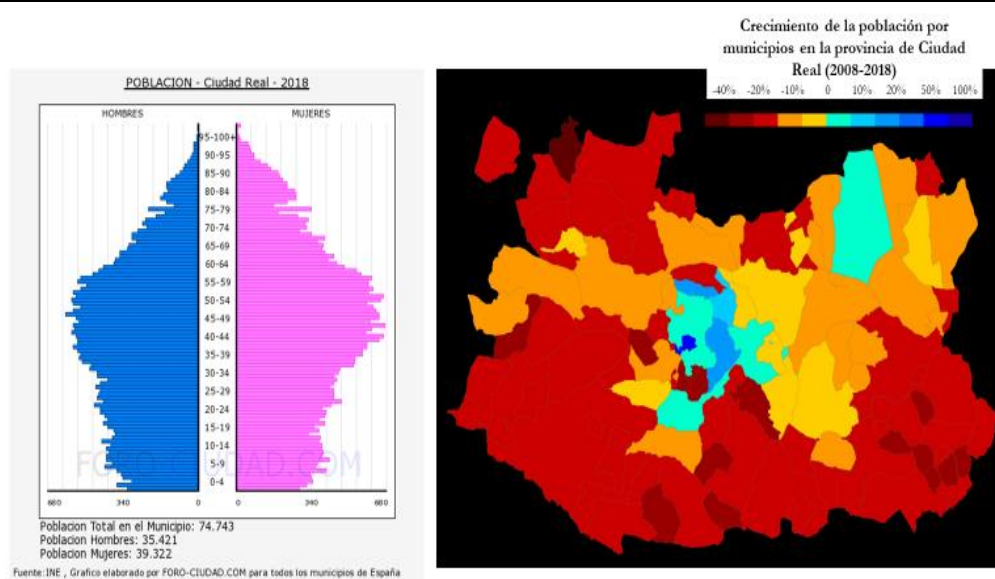 Crecimiento de la población por
municipios en la provincia de Ciudad
Real (2008-2018)
-40% -20% -10% 0 10% 20% 50% 100%
POBLACION - Ciudad Real - 2018
HOMBRES MUJERES
95-100+
90-95
85-90
80-84
75-79
70-74
65-69
60-64
55-59
50-54
45-49
40-44
35-39
30-34
25-29
20-24
15-19
10-14
5-9
0-4
FORO-CIUDAD.COM
680 340 0 0 340 680
Poblacion Total en el Municipio: 74.743
Poblacion Hombres: 35.421
Poblacion Mujeres: 39.322
Fuente: INE , Grafico elaborado por FORO-CIUDAD.COM para todos los municipios de España